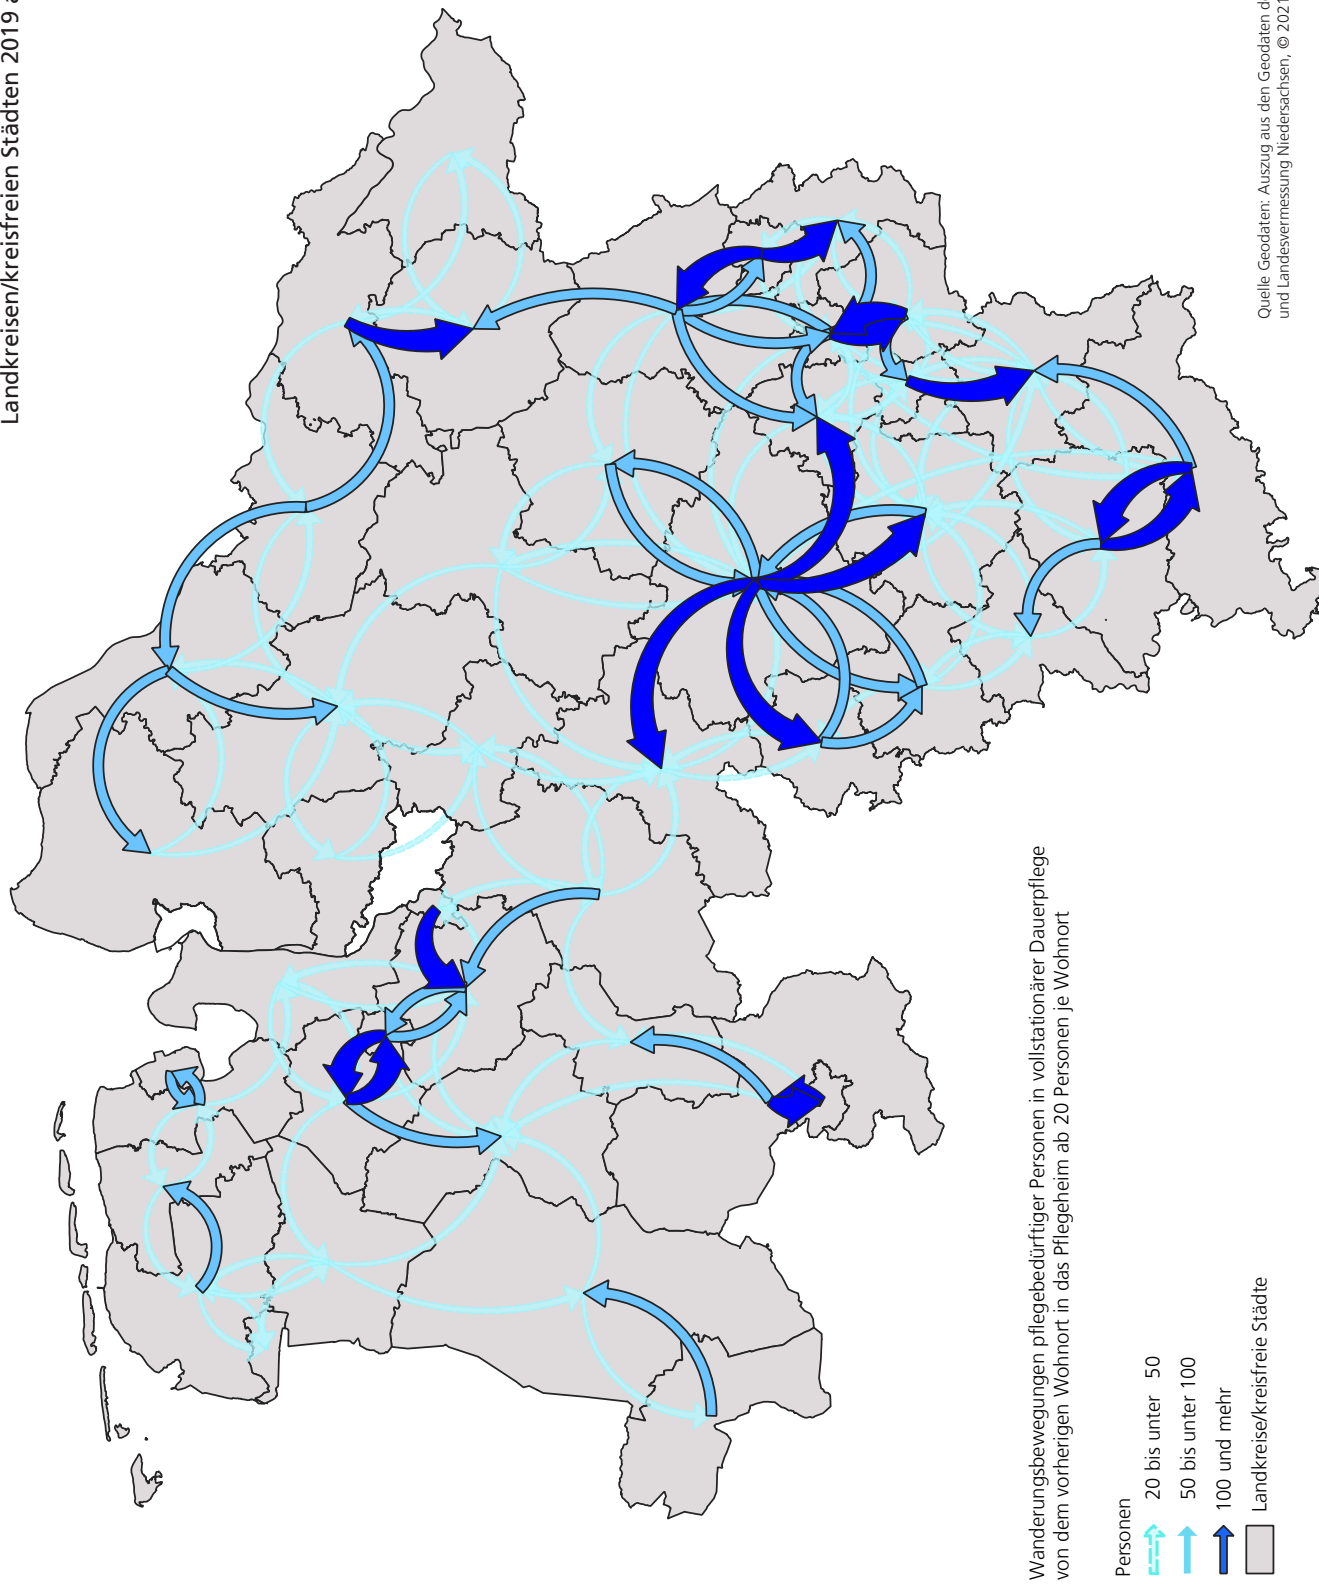 Landkreisen/kreisfreien Städten 2019
Wanderungsbewegungen pflegebedürftiger Personen in vollstationärer Dauerpflege
von dem vorherigen Wohnort in das Pflegeheim ab 20 Personen je Wohnort
Personen
20 bis unter 50
50 bis unter 100
100 und mehr
Landkreise/kreisfreie Städte
Quelle Geodaten: Auszug aus den Geodaten
und Landesvermessung Niedersachsen, © 2021